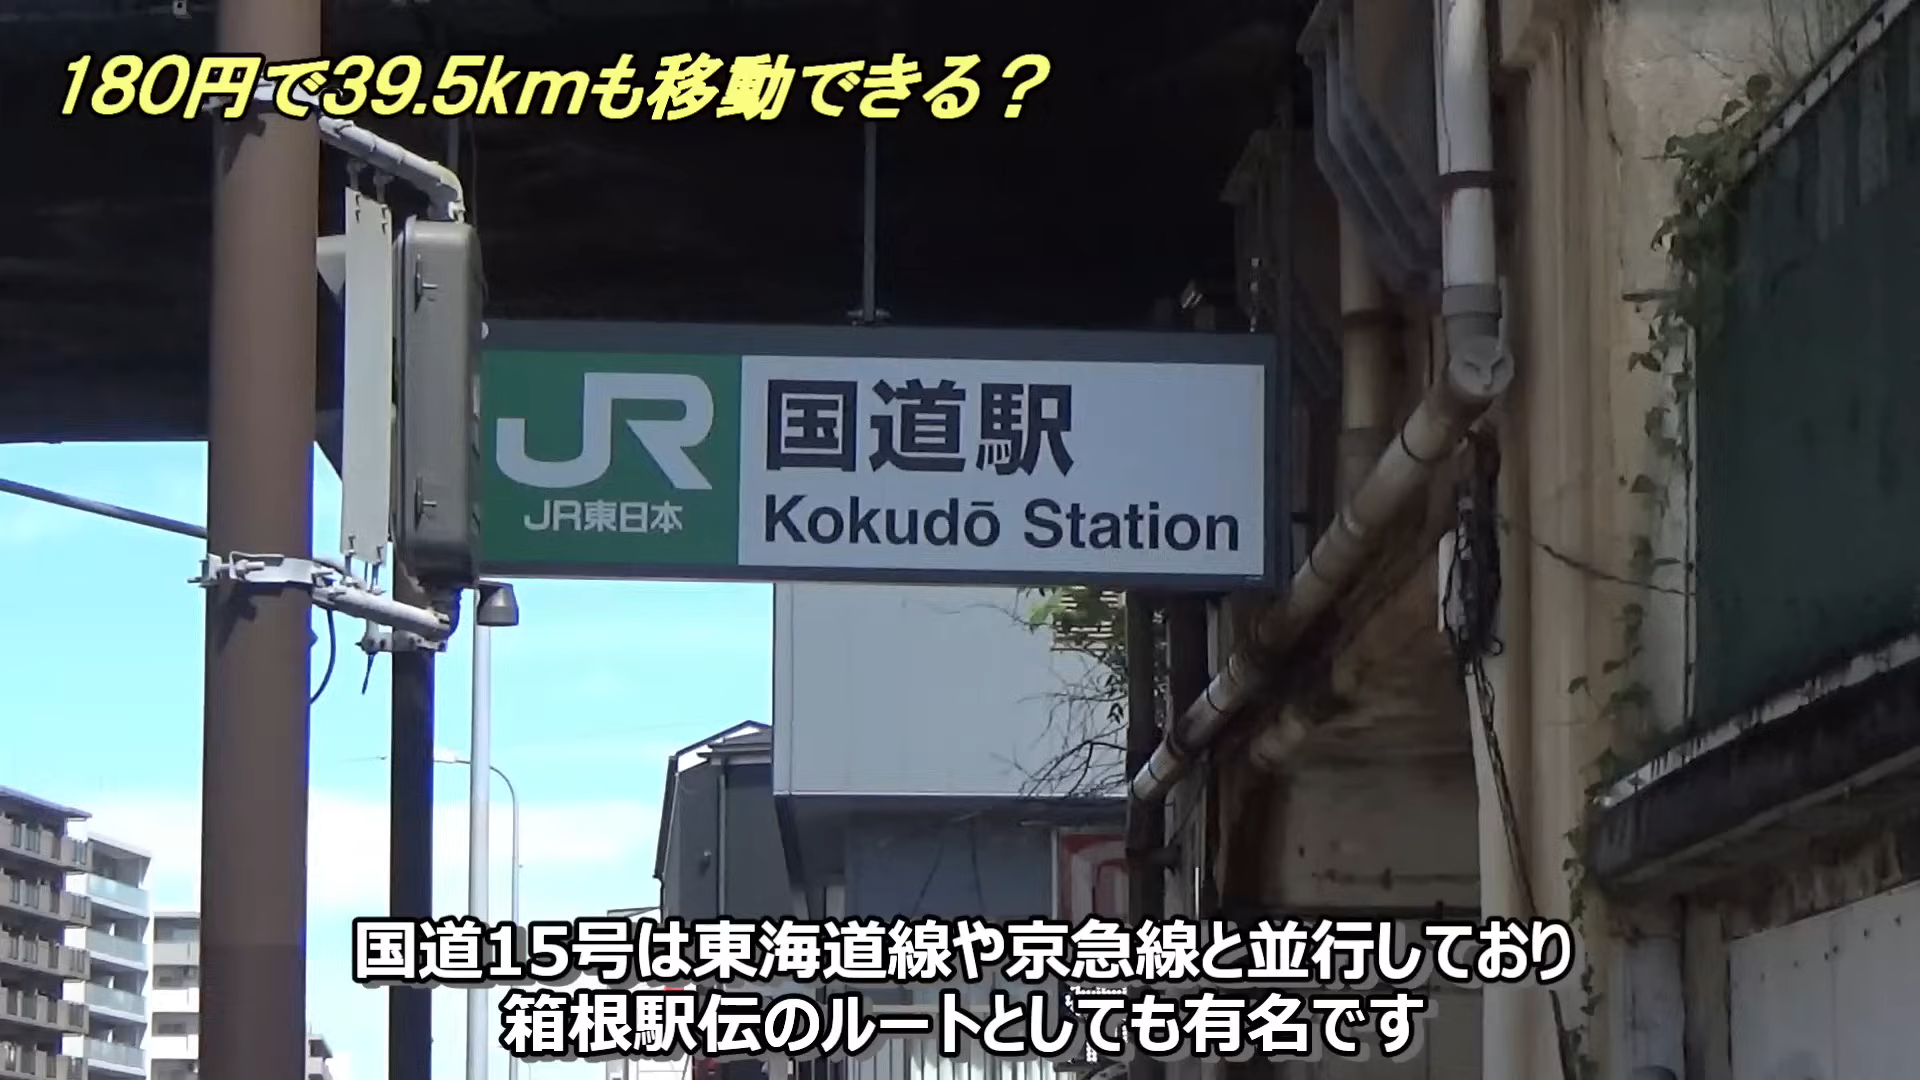 180円で39.5kmも移動できる？
JR
JR東日本
国道駅
Kokudō Station
国道15号は東海道線や京急線と並行しており
箱根駅伝のルートとしても有名です